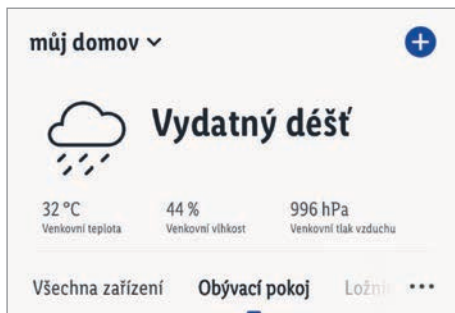 můj domov
Vydatný déšť
32 °C 44 % 996 hPa
Venkovní teplota Venkovní vlhkost Venkovní tlak vzduchu
Všechna zařízení Obývací pokoj